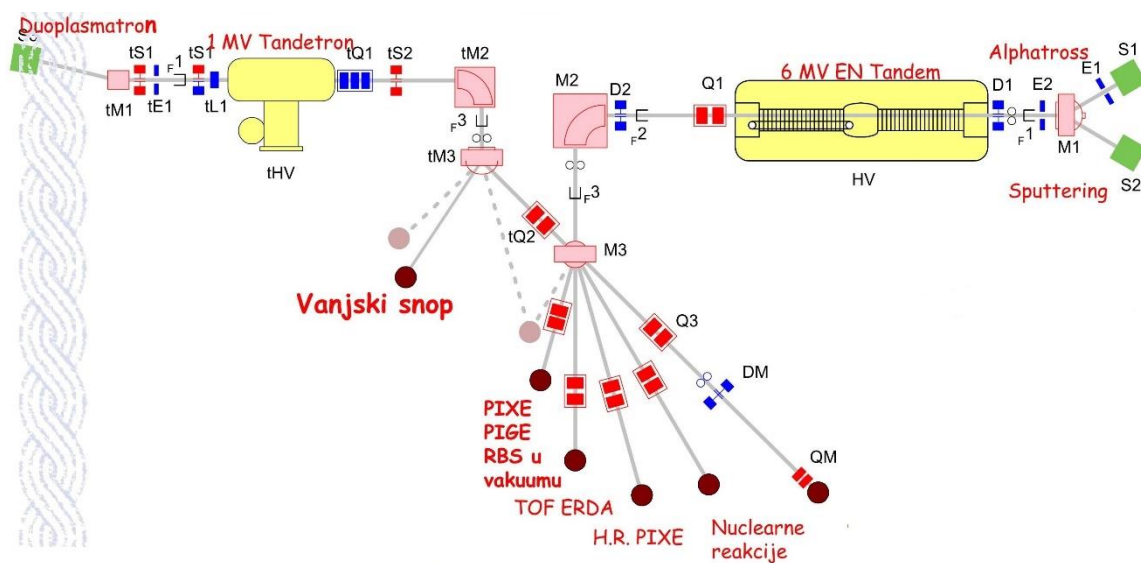 Duoplasmatron
1 MV Tandetron
tS1
tS1
tQ1
tS2
tM2
F1
tM1
tE1
tL1
tHV
F3
tM3
tQ2
Vanjski snop
M2
D2
Q1
6 MV EN Tandem
Alphatross
S1
E1
D1
E2
F2
F1
M1
HV
S2
Sputtering
F3
M3
Q3
DM
QM
PIXE
PIGE
RBS u
vakuumu
TOF ERDA
H.R. PIXE
Nuclearne
reakcije